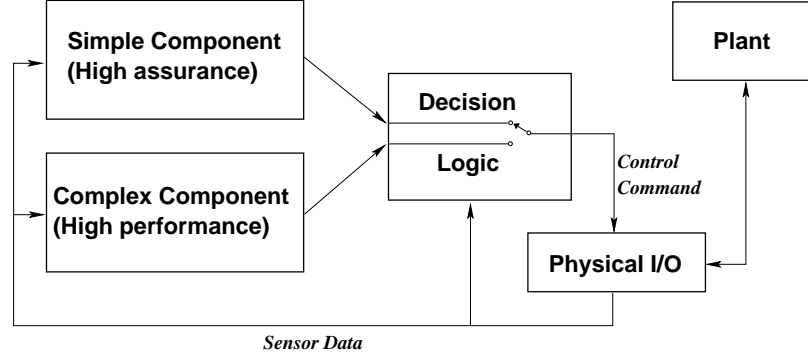 Simple Component
(High assurance)
Plant
Decision
Logic
Control
Command
Complex Component
(High performance)
Physical I/O
Sensor Data